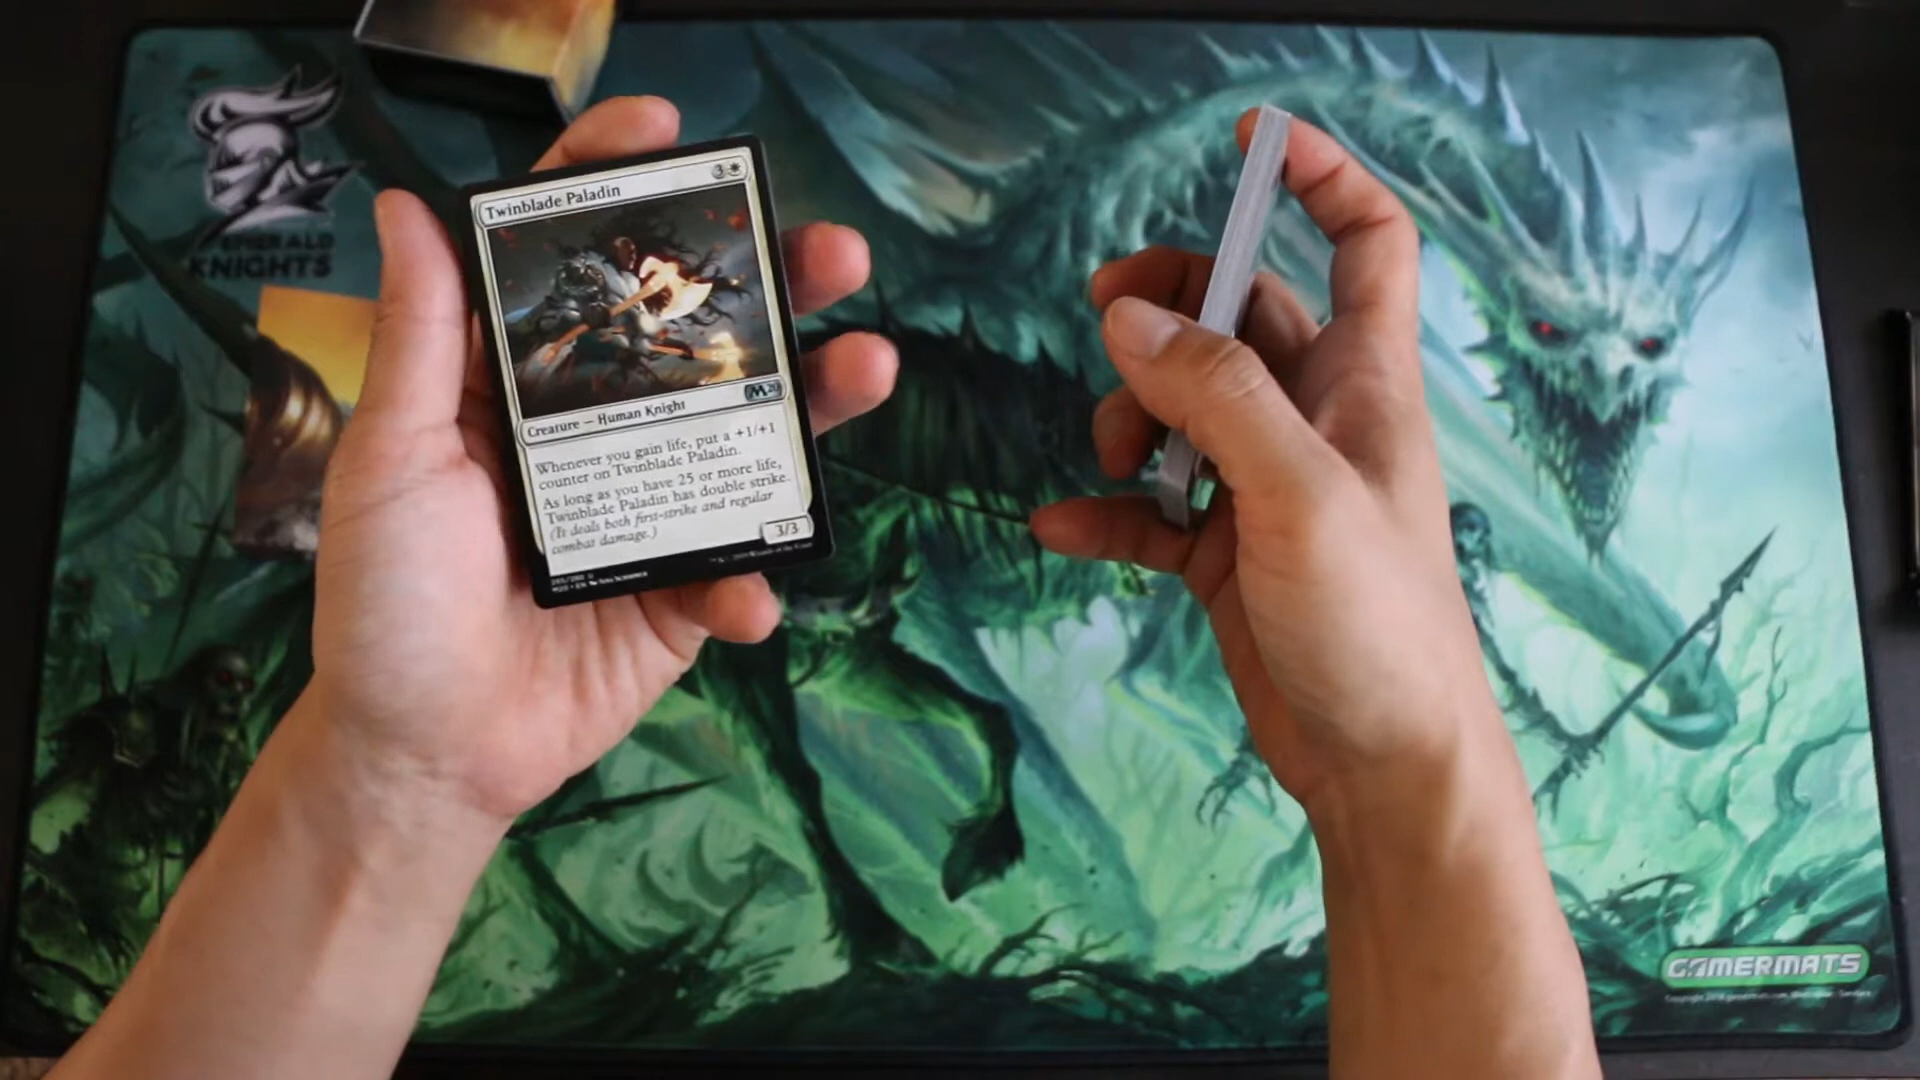 EMERALD
KNIGHTS
Twinblade Paladin 3
M20
Creature — Human Knight
Whenever you gain life, put a +1/+1
counter on Twinblade Paladin.
As long as you have 25 or more life,
Twinblade Paladin has double strike.
(It deals both first-strike and regular
combat damage.)
3/3
GAMERMATS